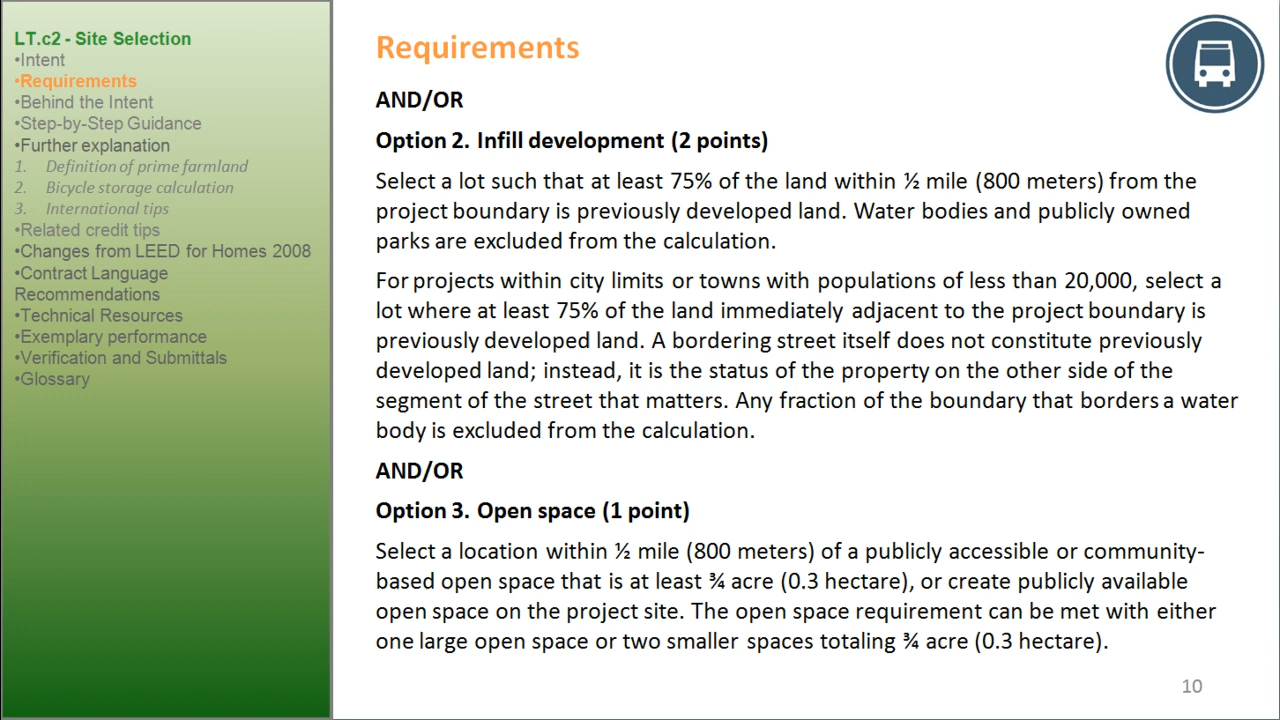 LT.c2 - Site Selection
•Intent
•Requirements
•Behind the Intent
•Step-by-Step Guidance
•Further explanation
1. Definition of prime farmland
2. Bicycle storage calculation
3. International tips
•Related credit tips
•Changes from LEED for Homes 2008
•Contract Language
Recommendations
•Technical Resources
•Exemplary performance
•Verification and Submittals
•Glossary
Requirements
AND/OR
Option 2. Infill development (2 points)
Select a lot such that at least 75% of the land within ½ mile (800 meters) from the
project boundary is previously developed land. Water bodies and publicly owned
parks are excluded from the calculation.
For projects within city limits or towns with populations of less than 20,000, select a
lot where at least 75% of the land immediately adjacent to the project boundary is
previously developed land. A bordering street itself does not constitute previously
developed land; instead, it is the status of the property on the other side of the
segment of the street that matters. Any fraction of the boundary that borders a water
body is excluded from the calculation.
AND/OR
Option 3. Open space (1 point)
Select a location within ½ mile (800 meters) of a publicly accessible or community-
based open space that is at least ¾ acre (0.3 hectare), or create publicly available
open space on the project site. The open space requirement can be met with either
one large open space or two smaller spaces totaling ¾ acre (0.3 hectare).
10